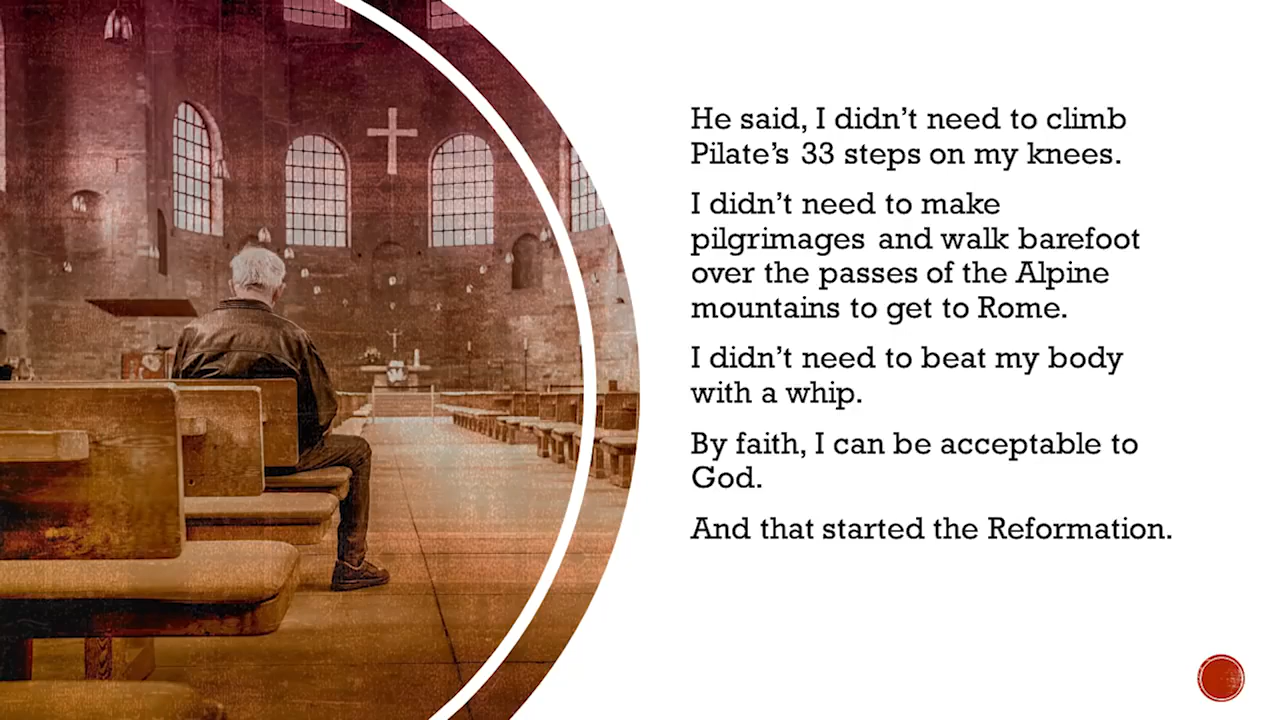 He said, I didn’t need to climb
Pilate’s 33 steps on my knees.
I didn’t need to make
pilgrimages and walk barefoot
over the passes of the Alpine
mountains to get to Rome.
I didn’t need to beat my body
with a whip.
By faith, I can be acceptable to
God.
And that started the Reformation.